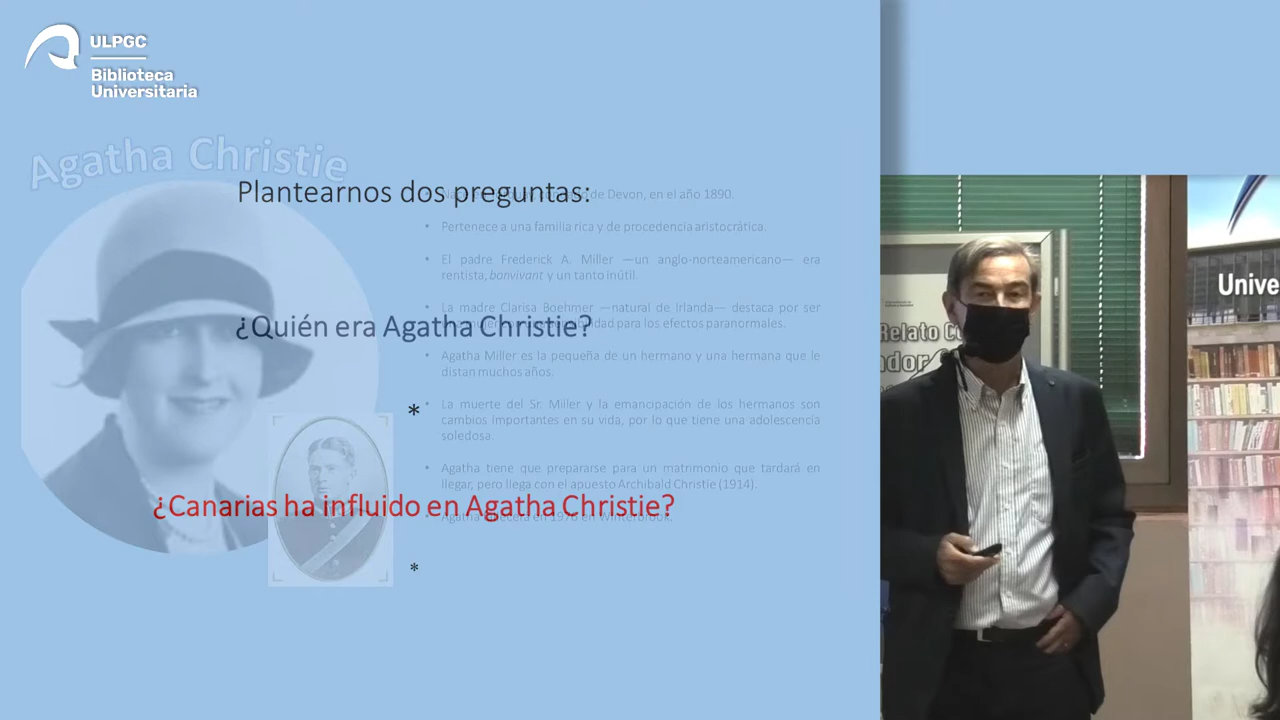 ULPGC
Biblioteca
Universitaria
Agatha Christie
Plantearnos dos preguntas:
de Devon, en el año 1890.
• Pertenece a una familia rica y de procedencia aristocrática.
• El padre Frederick A. Miller —un anglo-norteamericano— era
rentista, bonvivant y un tanto inútil.
• La madre Clarisa Boehmer —natural de Irlanda— destaca por ser
para los efectos paranormales.
¿Quién era Agatha Christie?
• Agatha Miller es la pequeña de un hermano y una hermana que le
distan muchos años.
*
• La muerte del Sr. Miller y la emancipación de los hermanos son
cambios importantes en su vida, por lo que tiene una adolescencia
soledosa.
• Agatha tiene que prepararse para un matrimonio que tardará en
llegar, pero llega con el apuesto Archibald Christie (1914).
¿Canarias ha influido en Agatha Christie?
• Agatha en 1976 en Winterbrook.
*
Relato
Unive